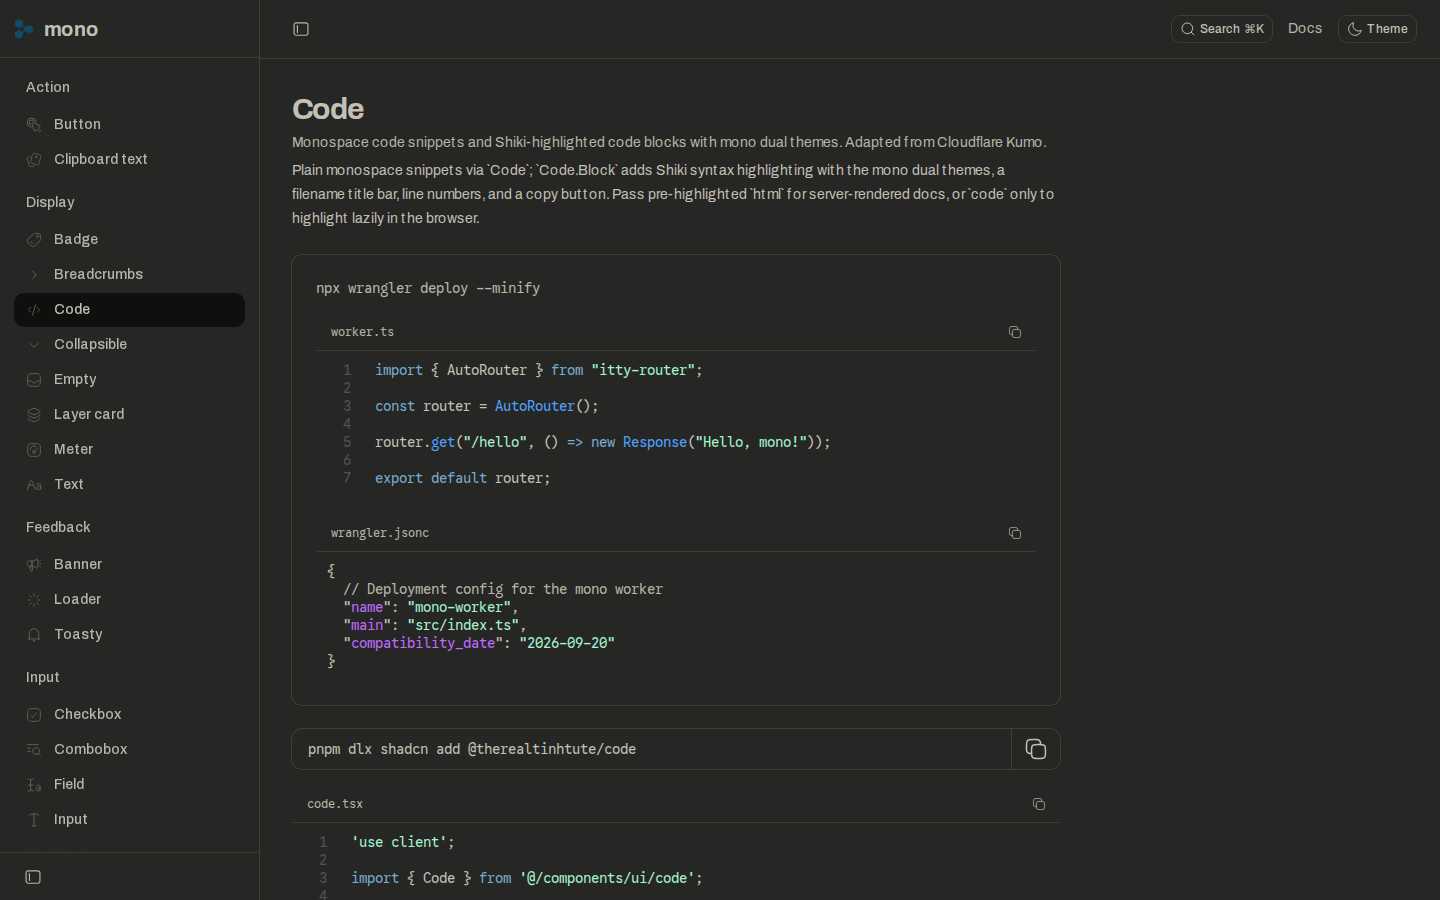 mono
Search ⌘K
Docs
Theme
Action
Button
Clipboard text
Display
Badge
Breadcrumbs
Code
Collapsible
Empty
Layer card
Meter
Text
Feedback
Banner
Loader
Toasty
Input
Checkbox
Combobox
Field
Input
Code
Monospace code snippets and Shiki-highlighted code blocks with mono dual themes. Adapted from Cloudflare Kumo.
Plain monospace snippets via `Code`; `Code.Block` adds Shiki syntax highlighting with the mono dual themes, a
filename title bar, line numbers, and a copy button. Pass pre-highlighted `html` for server-rendered docs, or `code` only to
highlight lazily in the browser.
npx wrangler deploy --minify
worker.ts
1 import { AutoRouter } from "itty-router";
2
3 const router = AutoRouter();
4
5 router.get("/hello", () => new Response("Hello, mono!"));
6
7 export default router;
wrangler.jsonc
{
  // Deployment config for the mono worker
  "name": "mono-worker",
  "main": "src/index.ts",
  "compatibility_date": "2026-09-20"
}
pnpm dlx shadcn add @therealtinhtute/code
code.tsx
1 'use client';
2
3 import { Code } from '@/components/ui/code';
4